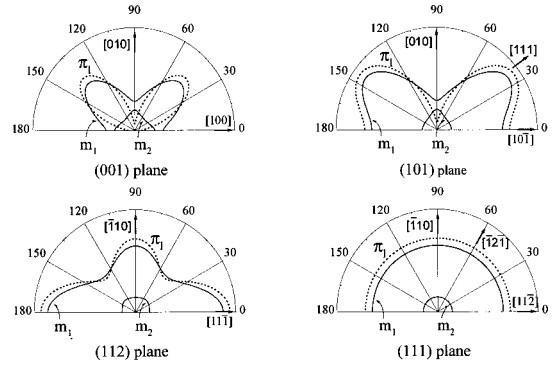 90
120 60
[010]
150 π₁ 30
[100]
180 0
m₁ m₂
(001) plane
90
120 60
[010] [111]
150 π₁ 30
[101̄]
180 0
m₁ m₂
(101) plane
90
120 60
[1̄10]
150 π₁ 30
[111̄]
180 0
m₁ m₂
(112) plane
90
120 60
[1̄10] [1̄21̄]
150 π₁ 30
[112̄]
180 0
m₁ m₂
(111) plane